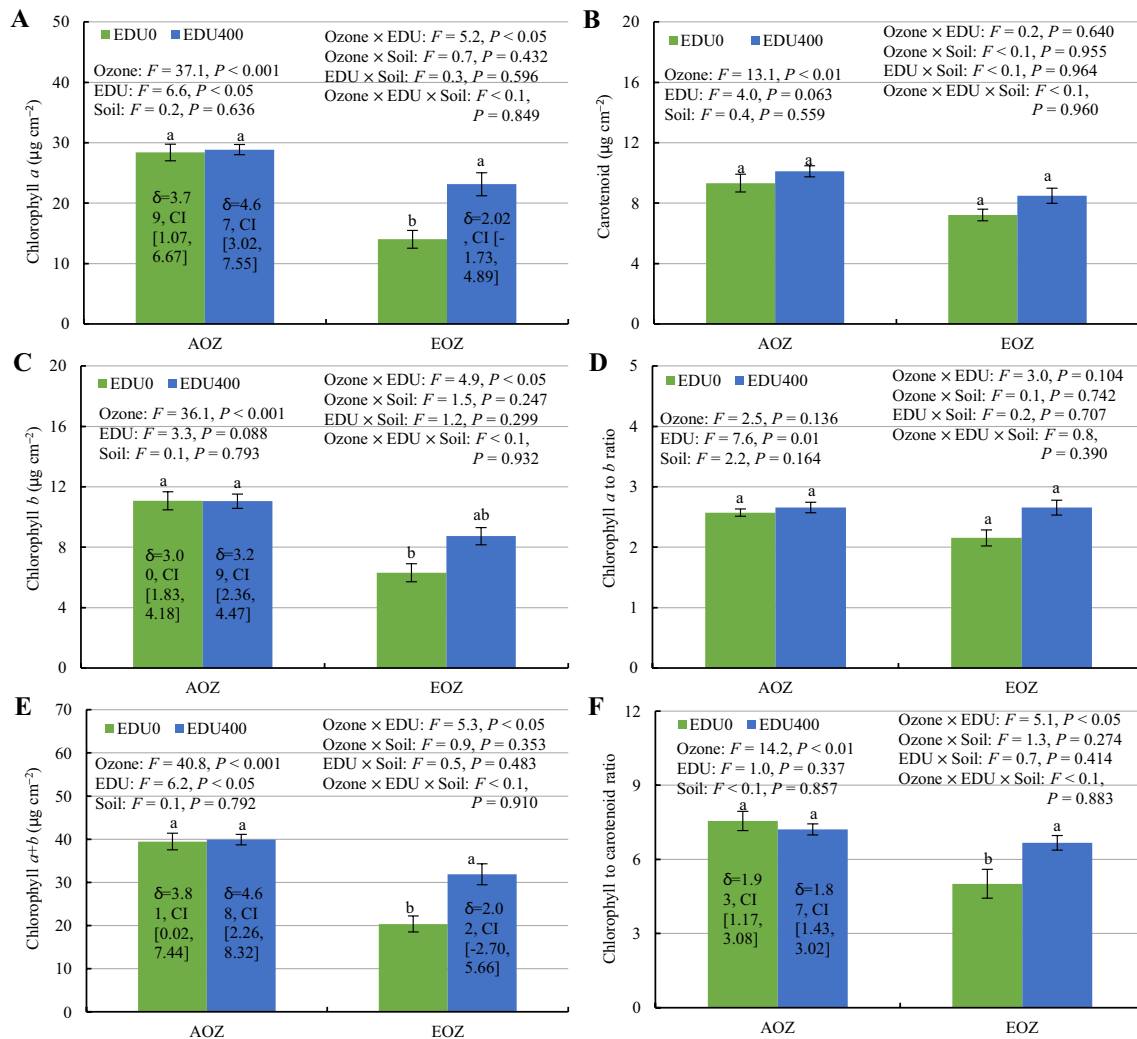 A
50
40
30
20
10
0
Chlorophyll a (µg cm⁻²)
EDU0 EDU400
Ozone: F = 37.1, P < 0.001
EDU: F = 6.6, P < 0.05
Soil: F = 0.2, P = 0.636
Ozone × EDU: F = 5.2, P < 0.05
Ozone × Soil: F = 0.7, P = 0.432
EDU × Soil: F = 0.3, P = 0.596
Ozone × EDU × Soil: F < 0.1,
P = 0.849
a a b a
δ=3.7
9, CI
[1.07,
6.67]
δ=4.6
7, CI
[3.02,
7.55]
δ=2.02
, CI [-
1.73,
4.89]
AOZ EOZ
B
20
16
12
8
4
0
Carotenoid (µg cm⁻²)
EDU0 EDU400
Ozone: F = 13.1, P < 0.01
EDU: F = 4.0, P = 0.063
Soil: F = 0.4, P = 0.559
Ozone × EDU: F = 0.2, P = 0.640
Ozone × Soil: F < 0.1, P = 0.955
EDU × Soil: F < 0.1, P = 0.964
Ozone × EDU × Soil: F < 0.1,
P = 0.960
a a a a
AOZ EOZ
C
20
16
12
8
4
0
Chlorophyll b (µg cm⁻²)
EDU0 EDU400
Ozone: F = 36.1, P < 0.001
EDU: F = 3.3, P = 0.088
Soil: F = 0.1, P = 0.793
Ozone × EDU: F = 4.9, P < 0.05
Ozone × Soil: F = 1.5, P = 0.247
EDU × Soil: F = 1.2, P = 0.299
Ozone × EDU × Soil: F < 0.1,
P = 0.932
a a b ab
δ=3.0
0, CI
[1.83,
4.18]
δ=3.2
9, CI
[2.36,
4.47]
AOZ EOZ
D
5
4
3
2
1
0
Chlorophyll a to b ratio
EDU0 EDU400
Ozone: F = 2.5, P = 0.136
EDU: F = 7.6, P = 0.01
Soil: F = 2.2, P = 0.164
Ozone × EDU: F = 3.0, P = 0.104
Ozone × Soil: F = 0.1, P = 0.742
EDU × Soil: F = 0.2, P = 0.707
Ozone × EDU × Soil: F = 0.8,
P = 0.390
a a a a
AOZ EOZ
E
70
60
50
40
30
20
10
0
Chlorophyll a+b (µg cm⁻²)
EDU0 EDU400
Ozone: F = 40.8, P < 0.001
EDU: F = 6.2, P < 0.05
Soil: F = 0.1, P = 0.792
Ozone × EDU: F = 5.3, P < 0.05
Ozone × Soil: F = 0.9, P = 0.353
EDU × Soil: F = 0.5, P = 0.483
Ozone × EDU × Soil: F < 0.1,
P = 0.910
a a b a
δ=3.8
1, CI
[0.02,
7.44]
δ=4.6
8, CI
[2.26,
8.32]
δ=2.0
2, CI
[-2.70,
5.66]
AOZ EOZ
F
12
9
6
3
0
Chlorophyll to carotenoid ratio
EDU0 EDU400
Ozone: F = 14.2, P < 0.01
EDU: F = 1.0, P = 0.337
Soil: F < 0.1, P = 0.857
Ozone × EDU: F = 5.1, P < 0.05
Ozone × Soil: F = 1.3, P = 0.274
EDU × Soil: F = 0.7, P = 0.414
Ozone × EDU × Soil: F < 0.1,
P = 0.883
a a b a
δ=1.9
3, CI
[1.17,
3.08]
δ=1.8
7, CI
[1.43,
3.02]
AOZ EOZ